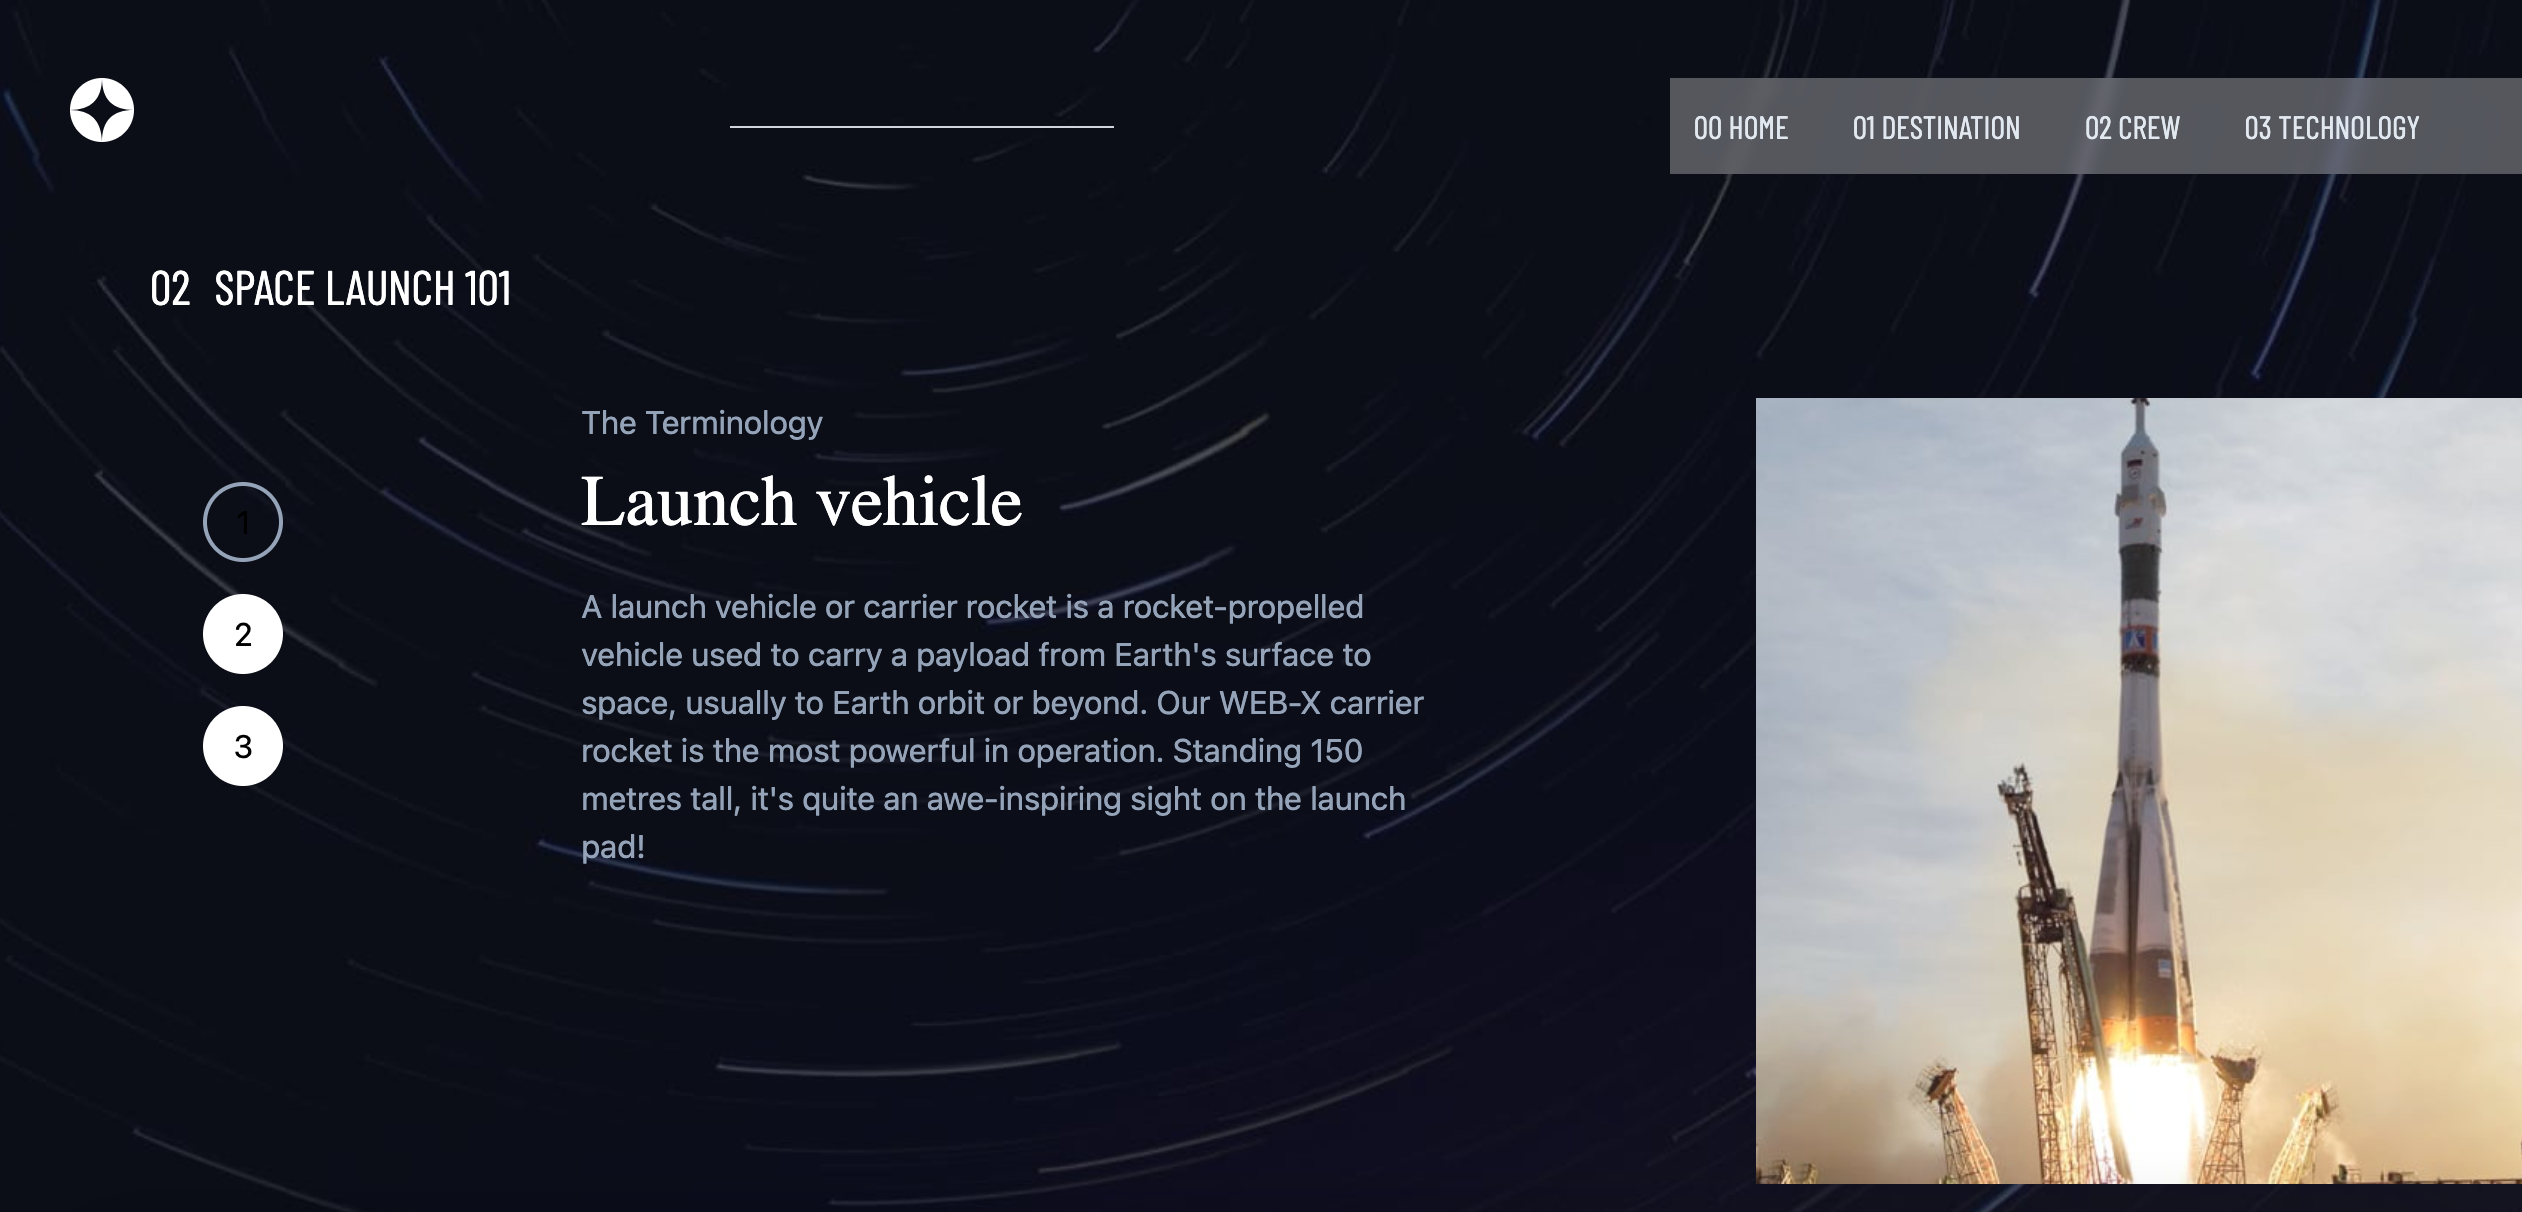 00 HOME 01 DESTINATION 02 CREW 03 TECHNOLOGY
02 SPACE LAUNCH 101
The Terminology
Launch vehicle
1
2
3
A launch vehicle or carrier rocket is a rocket-propelled
vehicle used to carry a payload from Earth's surface to
space, usually to Earth orbit or beyond. Our WEB-X carrier
rocket is the most powerful in operation. Standing 150
metres tall, it's quite an awe-inspiring sight on the launch
pad!